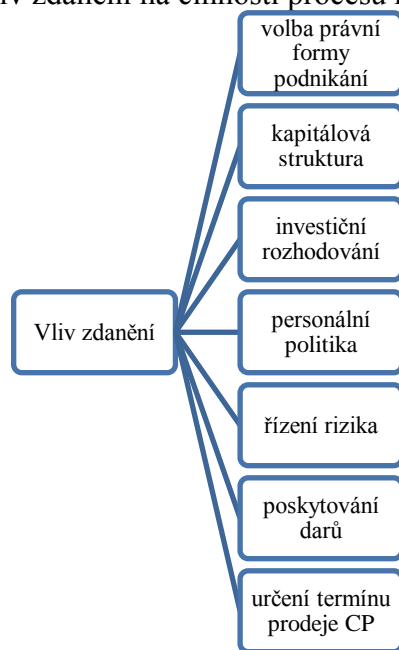 zdanění na činnosti procesu
volba právní
formy
podnikání
kapitálová
struktura
investiční
rozhodování
Vliv zdanění
personální
politika
řízení rizika
poskytování
darů
určení termínu
prodeje CP